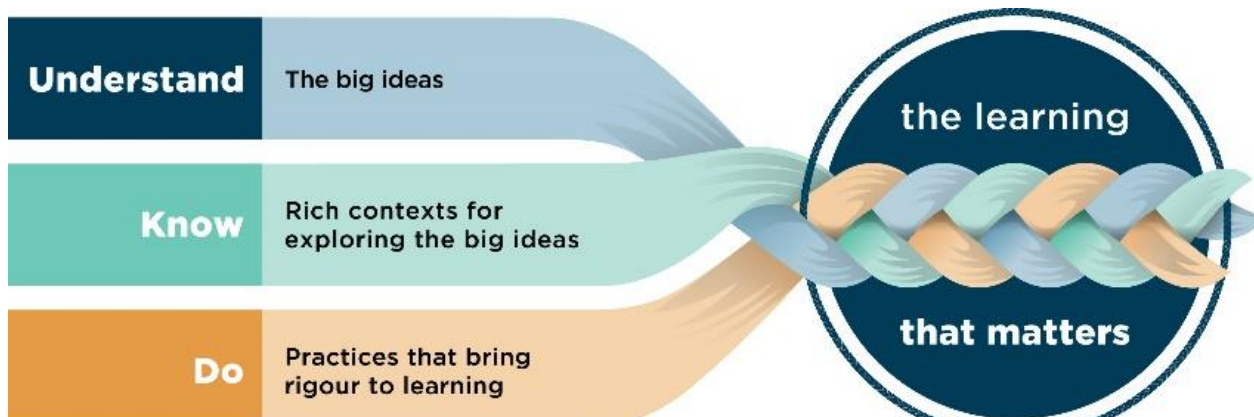 Understand
The big ideas
Know
Rich contexts for
exploring the big ideas
Do
Practices that bring
rigour to learning
the learning
that matters